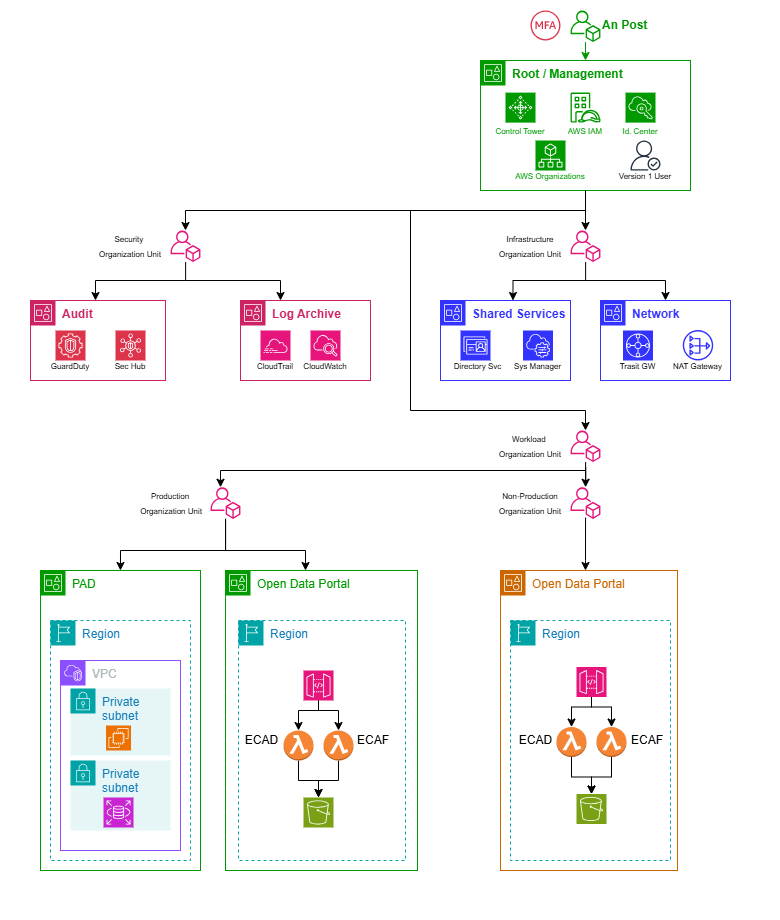 MFA
An Post
Root / Management
Control Tower
AWS IAM
Id. Center
AWS Organizations
Version 1 User
Security
Organization Unit
Infrastructure
Organization Unit
Audit
GuardDuty
Sec Hub
Log Archive
CloudTrail
CloudWatch
Shared Services
Directory Svc
Sys Manager
Network
Trasit GW
NAT Gateway
Workload
Organization Unit
Production
Organization Unit
Non-Production
Organization Unit
PAD
Region
VPC
Private
subnet
Private
subnet
Open Data Portal
Region
ECAD
ECAF
Open Data Portal
Region
ECAD
ECAF